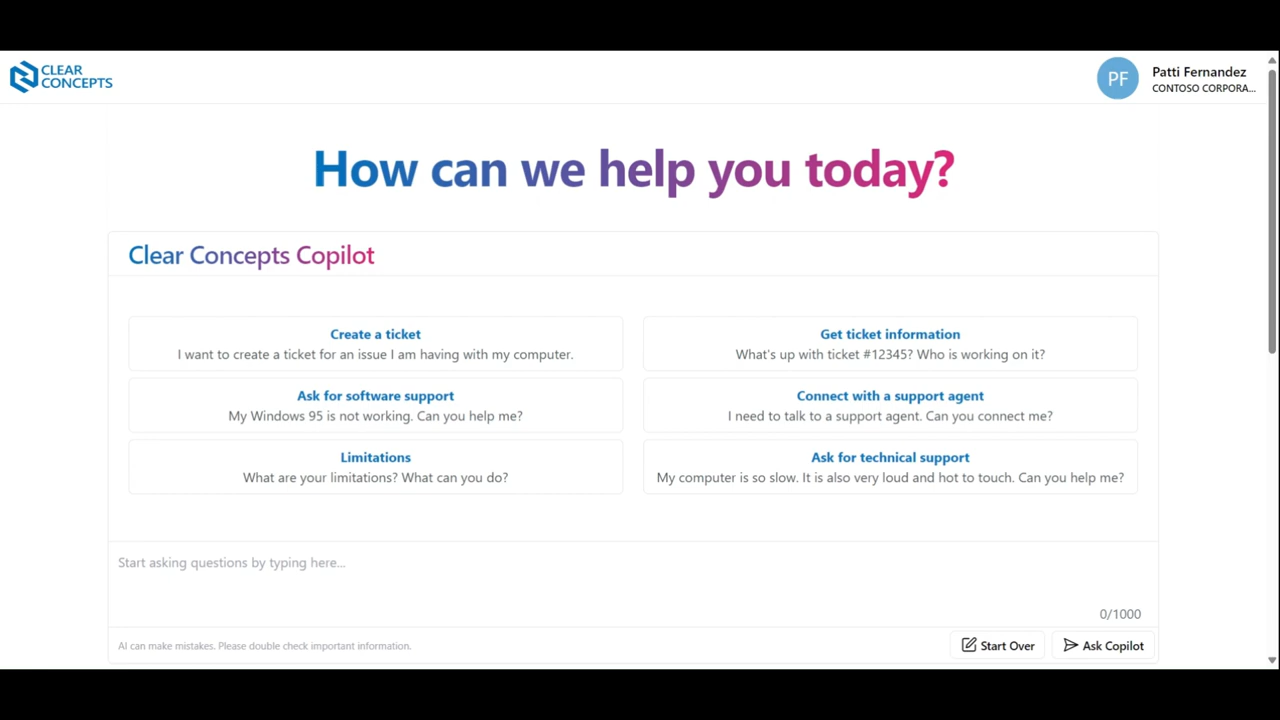 CLEAR
CONCEPTS
PF
Patti Fernandez
CONTOSO CORPORA...
How can we help you today?
Clear Concepts Copilot
Create a ticket
I want to create a ticket for an issue I am having with my computer.
Get ticket information
What's up with ticket #12345? Who is working on it?
Ask for software support
My Windows 95 is not working. Can you help me?
Connect with a support agent
I need to talk to a support agent. Can you connect me?
Limitations
What are your limitations? What can you do?
Ask for technical support
My computer is so slow. It is also very loud and hot to touch. Can you help me?
Start asking questions by typing here...
0/1000
AI can make mistakes. Please double check important information.
Start Over
Ask Copilot